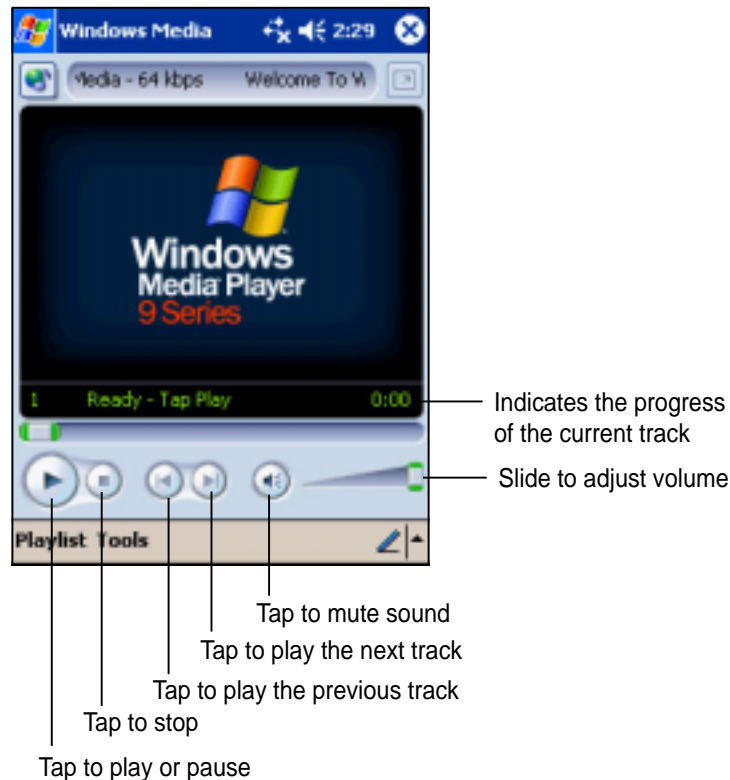 Windows Media 2:29
Media - 64 kbps Welcome To W
Windows
Media Player
9 Series
1 Ready - Tap Play 0:00
Indicates the progress
of the current track
Slide to adjust volume
Playlist Tools
Tap to mute sound
Tap to play the next track
Tap to play the previous track
Tap to stop
Tap to play or pause